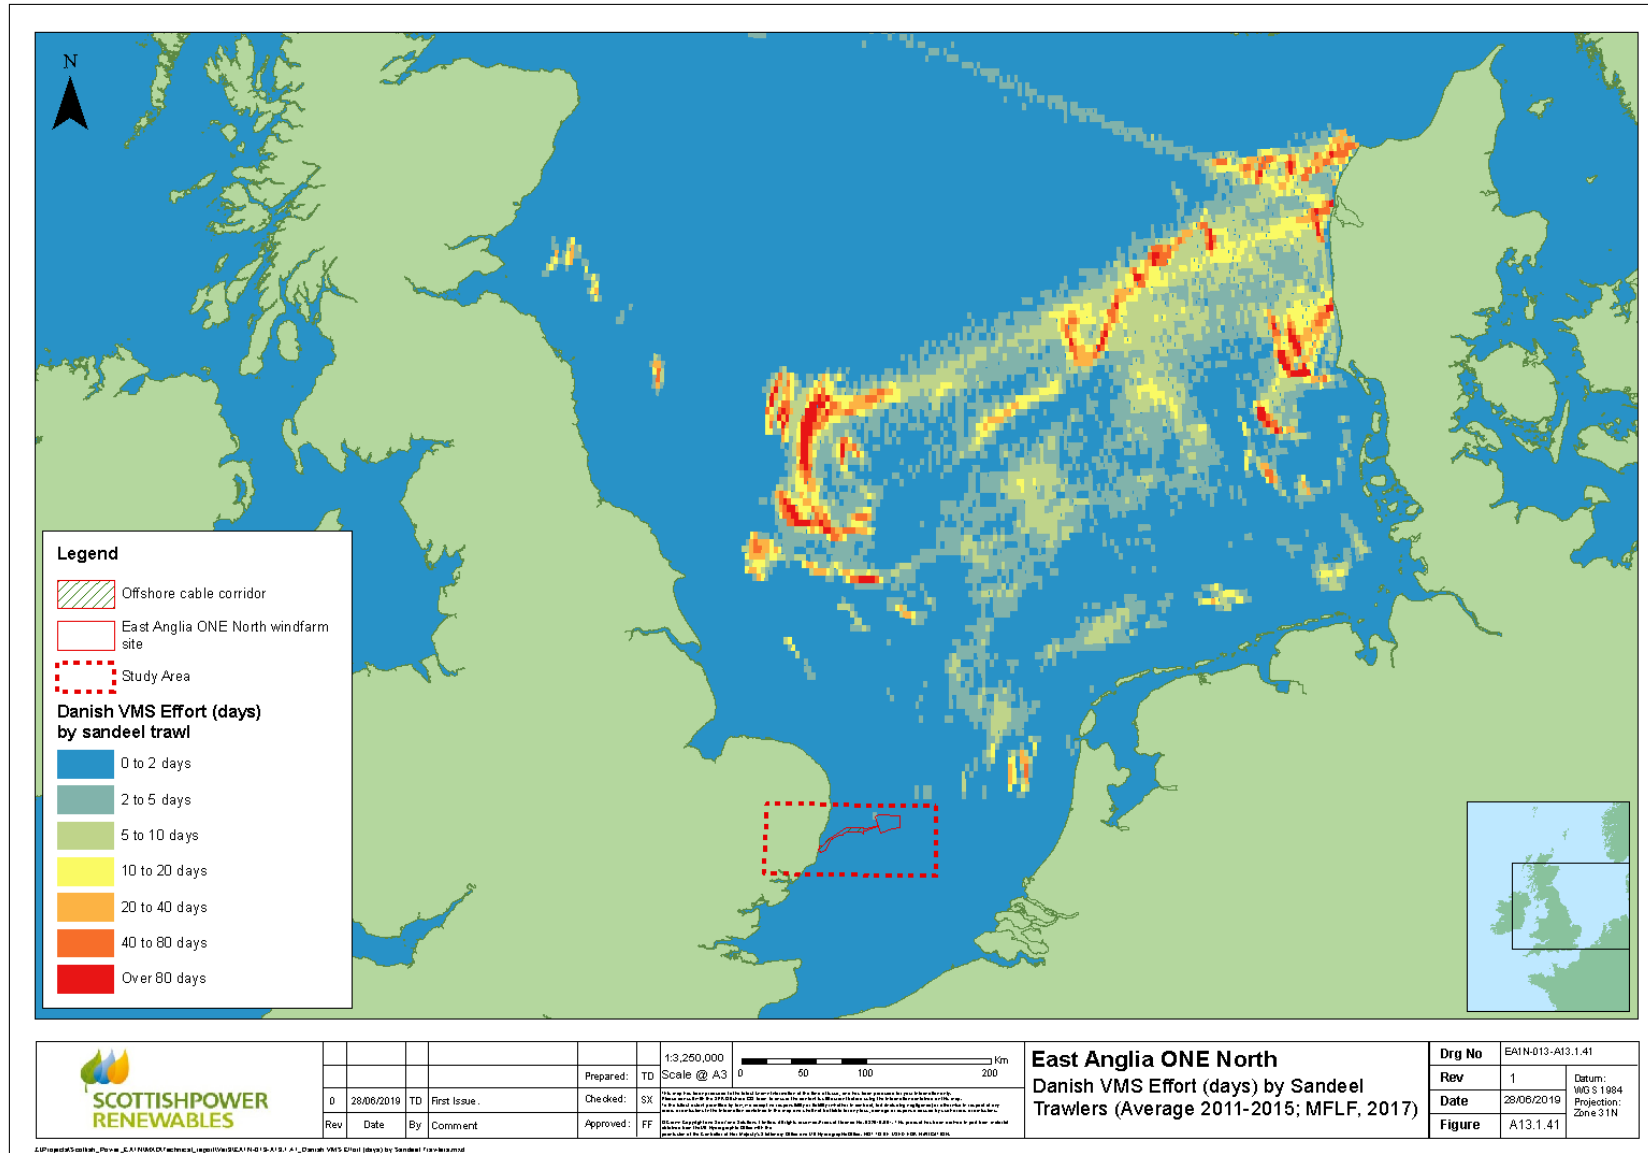 N
Legend
Offshore cable corridor
East Anglia ONE North windfarm
site
Study Area
Danish VMS Effort (days)
by sandeel trawl
0 to 2 days
2 to 5 days
5 to 10 days
10 to 20 days
20 to 40 days
40 to 80 days
Over 80 days
SCOTTISHPOWER
RENEWABLES
0 28/06/2019 TD First Issue.
Rev Date By Comment
Prepared: TD
Checked: SX
Approved: FF
1:3,250,000
Scale @ A3
0 50 100 200 Km
East Anglia ONE North
Danish VMS Effort (days) by Sandeel
Trawlers (Average 2011-2015; MFLF, 2017)
Drg No EA1N-013-A13.1.41
Rev 1
Date 28/06/2019
Figure A13.1.41
Datum:
WGS 1984
Projection:
Zone 31N